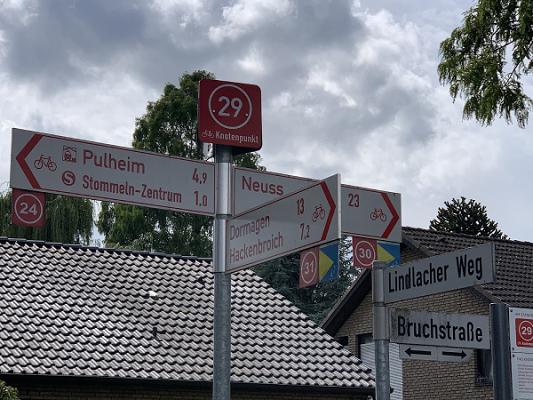 29
Knotenpunkt
Pulheim 4,9
S Stommeln-Zentrum 1,0
24
Neuss 23
Dormagen 13
Hackenbroich 7,2
31
30
Lindlacher Weg
Bruchstraße
29